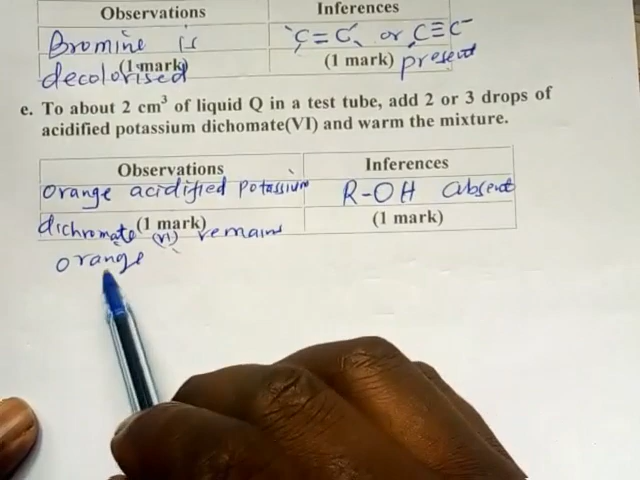 Observations Inferences
Bromine is >C=C< or -C≡C-
(1 mark) (1 mark) present
decolorised
e. To about 2 cm³ of liquid Q in a test tube, add 2 or 3 drops of
acidified potassium dichomate(VI) and warm the mixture.
Observations Inferences
Orange acidified potassium R-OH absent
dichromate (VI) remains
(1 mark) (1 mark)
orange